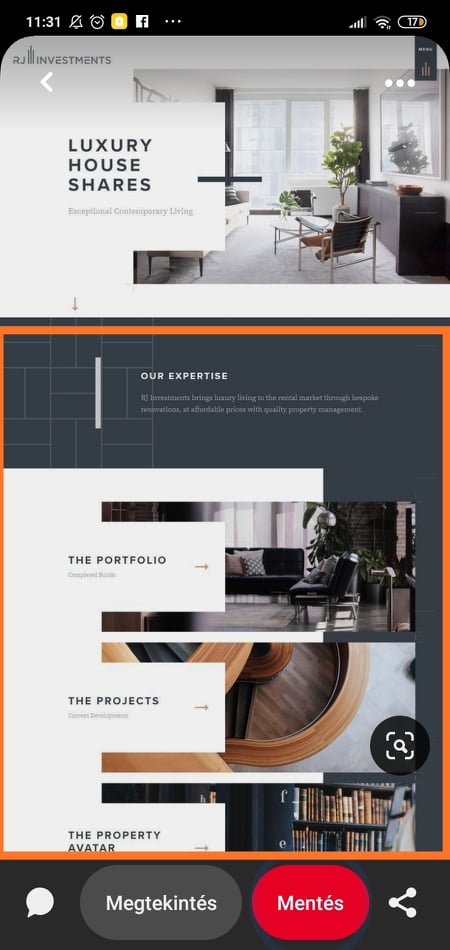 11:31
17
RJ INVESTMENTS
MENU
LUXURY
HOUSE
SHARES
Exceptional Contemporary Living
OUR EXPERTISE
RJ Investments brings luxury living to the rental market through bespoke
renovations, at affordable prices with quality property management.
THE PORTFOLIO
Completed Builds
THE PROJECTS
Current Developments
THE PROPERTY
AVATAR
f
e
Megtekintés
Mentés